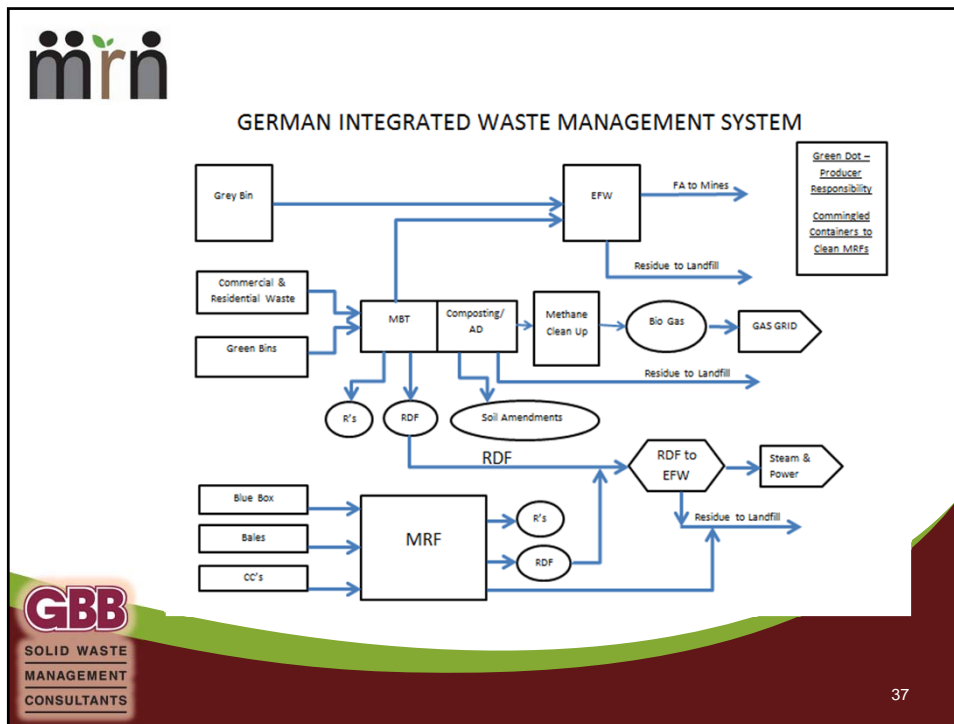 mrn
GERMAN INTEGRATED WASTE MANAGEMENT SYSTEM
Grey Bin
EFW
FA to Mines
Residue to Landfill
Green Dot –
Producer
Responsibility
Commingled
Containers to
Clean MRFs
Commercial &
Residential Waste
Green Bins
MBT
Composting/
AD
Methane
Clean Up
Bio Gas
GAS GRID
Residue to Landfill
R's
RDF
Soil Amendments
RDF
RDF to
EFW
Steam &
Power
Residue to Landfill
Blue Box
Bales
CC's
MRF
R's
RDF
GBB
SOLID WASTE
MANAGEMENT
CONSULTANTS
37